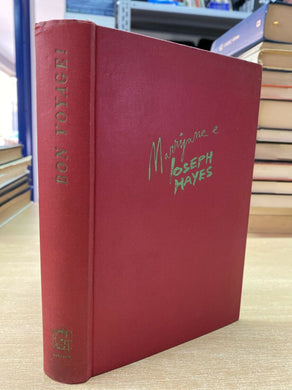 BON VOYAGE!
Marrijane e
JOSEPH
HAYES